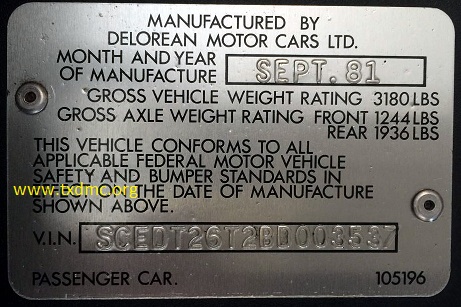 MANUFACTURED BY
DELOREAN MOTOR CARS LTD.
MONTH AND YEAR
OF MANUFACTURE SEPT. 81
GROSS VEHICLE WEIGHT RATING 3180 LBS
GROSS AXLE WEIGHT RATING FRONT 1244 LBS
REAR 1936 LBS
THIS VEHICLE CONFORMS TO ALL
APPLICABLE FEDERAL MOTOR VEHICLE
SAFETY AND BUMPER STANDARDS IN
www.txdmc.org
THE DATE OF MANUFACTURE
SHOWN ABOVE.
V.I.N. SCEDT26T2BD003537
PASSENGER CAR. 105196